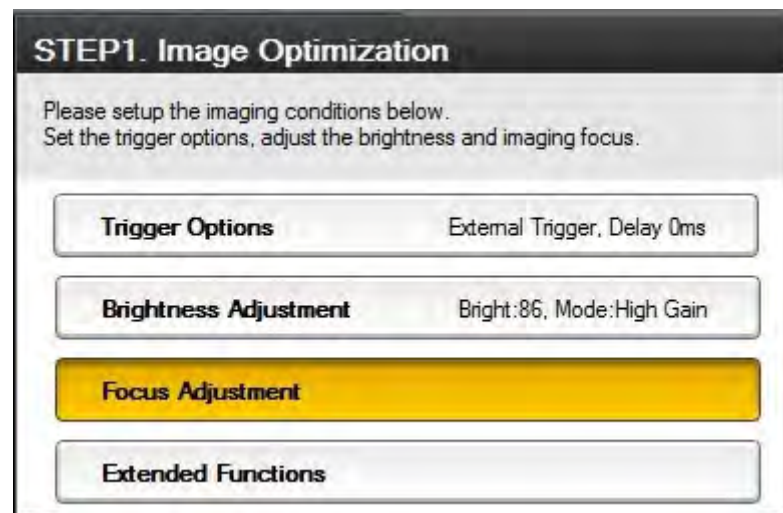 STEP1. Image Optimization
Please setup the imaging conditions below.
Set the trigger options, adjust the brightness and imaging focus.
Trigger Options External Trigger, Delay 0ms
Brightness Adjustment Bright:86, Mode:High Gain
Focus Adjustment
Extended Functions